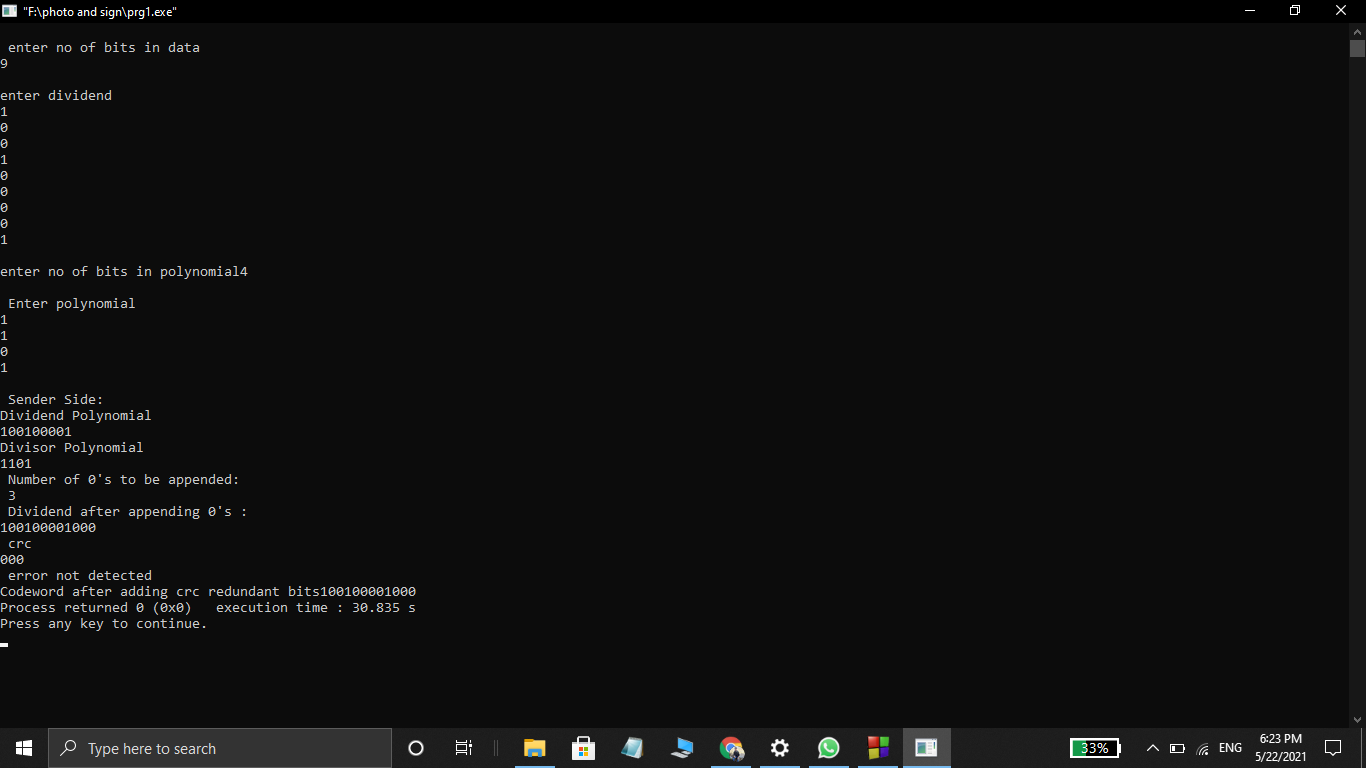 "F:\photo and sign\prg1.exe"
enter no of bits in data
9
enter dividend
1
0
0
1
0
0
0
0
1
enter no of bits in polynomial4
Enter polynomial
1
1
0
1
Sender Side:
Dividend Polynomial
100100001
Divisor Polynomial
1101
Number of 0's to be appended:
3
Dividend after appending 0's :
100100001000
crc
000
error not detected
Codeword after adding crc redundant bits100100001000
Process returned 0 (0x0)   execution time : 30.835 s
Press any key to continue.
Type here to search
33%
ENG
6:23 PM
5/22/2021